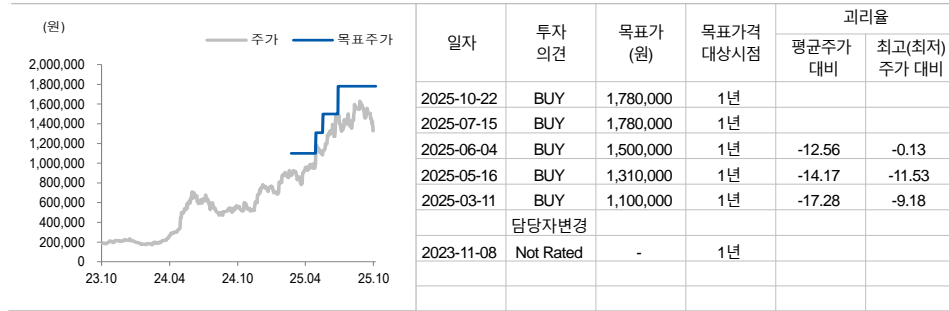 (원)
주가 목표주가
2,000,000
1,800,000
1,600,000
1,400,000
1,200,000
1,000,000
800,000
600,000
400,000
200,000
0
23.10 24.04 24.10 25.04 25.10
일자 투자 의견 목표가 (원) 목표가격 대상시점 괴리율
평균주가 대비 최고(최저) 주가 대비
2025-10-22 BUY 1,780,000 1년
2025-07-15 BUY 1,780,000 1년
2025-06-04 BUY 1,500,000 1년 -12.56 -0.13
2025-05-16 BUY 1,310,000 1년 -14.17 -11.53
2025-03-11 BUY 1,100,000 1년 -17.28 -9.18
담당자변경
2023-11-08 Not Rated - 1년